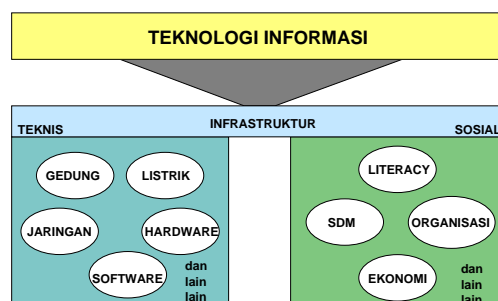 TEKNOLOGI INFORMASI
INFRASTRUKTUR
TEKNIS
SOSIAL
GEDUNG
LISTRIK
JARINGAN
HARDWARE
SOFTWARE
dan
lain
lain
LITERACY
SDM
ORGANISASI
EKONOMI
dan
lain
lain